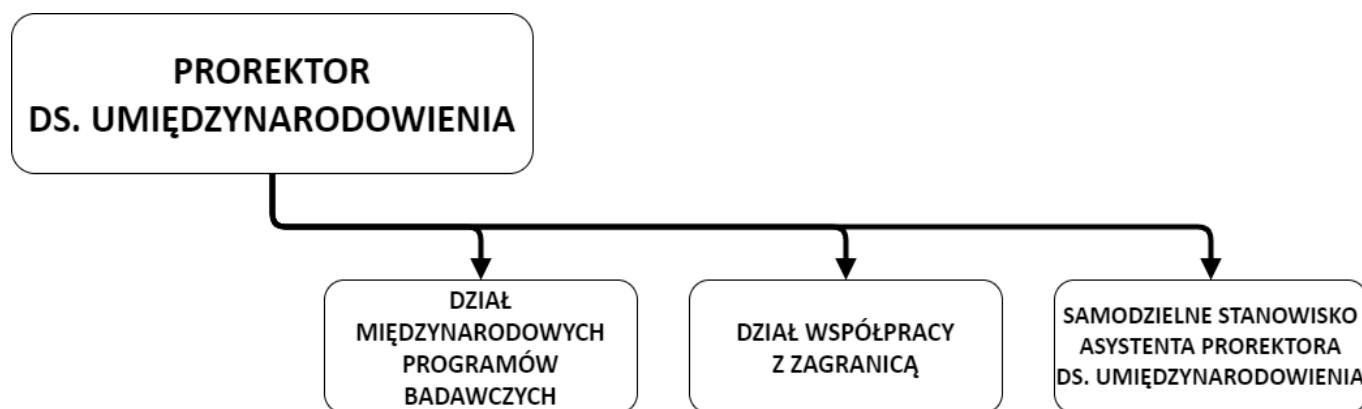 PROREKTOR
DS. UMIĘDZYNARODOWIENIA
DZIAŁ
MIĘDZYNARODOWYCH
PROGRAMÓW
BADAWCZYCH
DZIAŁ WSPÓŁPRACY
Z ZAGRANICĄ
SAMODZIELNE STANOWISKO
ASYSTENTA PROREKTORA
DS. UMIĘDZYNARODOWIENIA